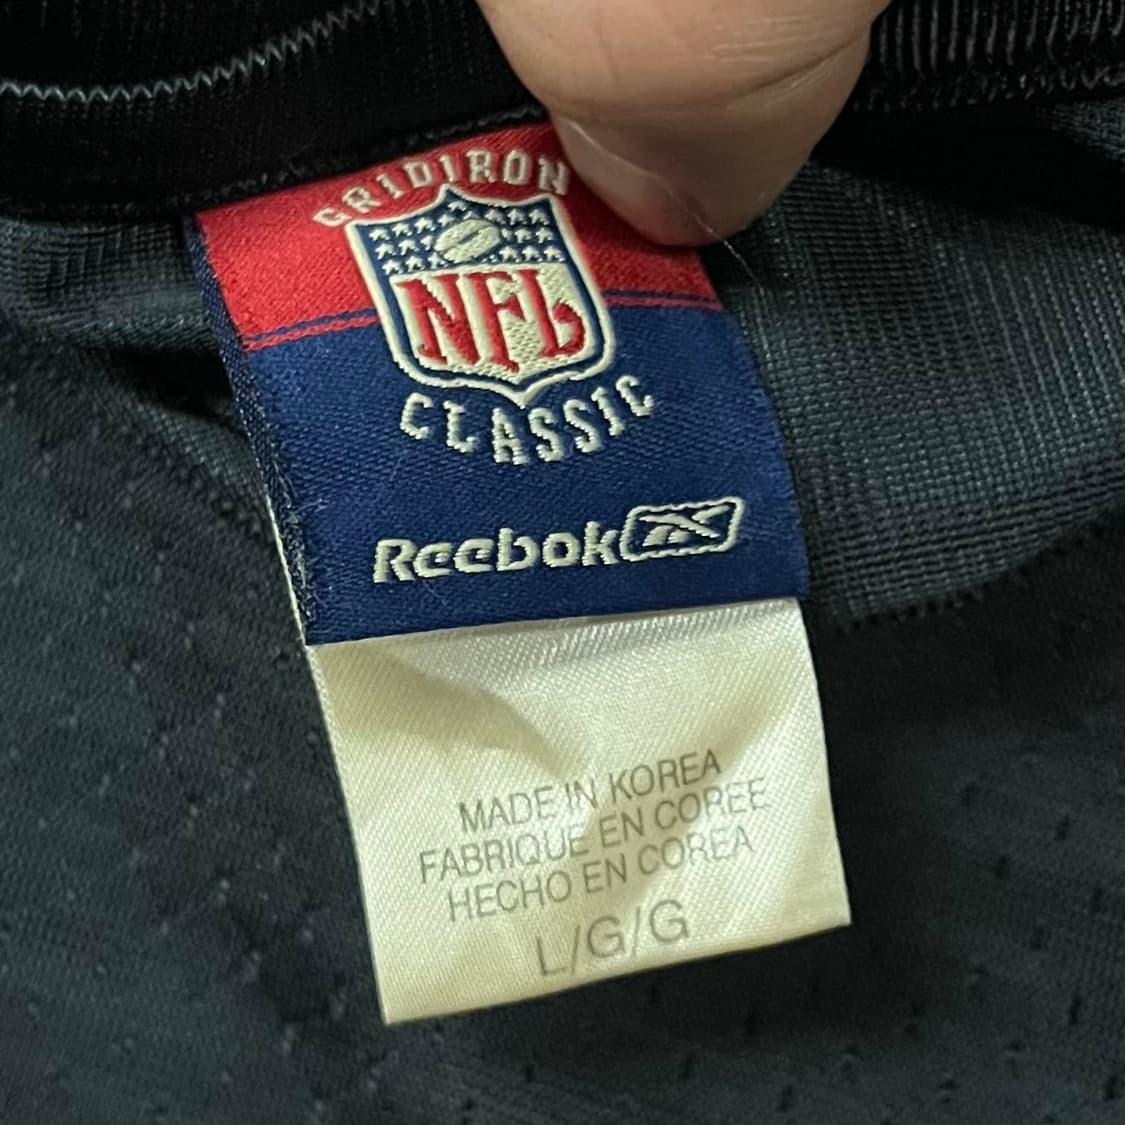 GRIDIRON
NFL
CLASSIC
Reebok
MADE IN KOREA
FABRIQUE EN COREE
HECHO EN COREA
L/G/G